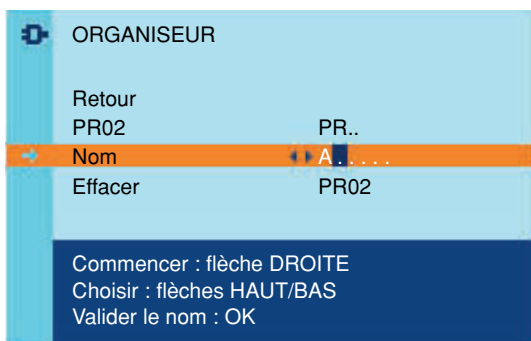 ORGANISEUR
Retour
PR02 PR..
Nom A.....
Effacer PR02
Commencer : flèche DROITE
Choisir : flèches HAUT/BAS
Valider le nom : OK